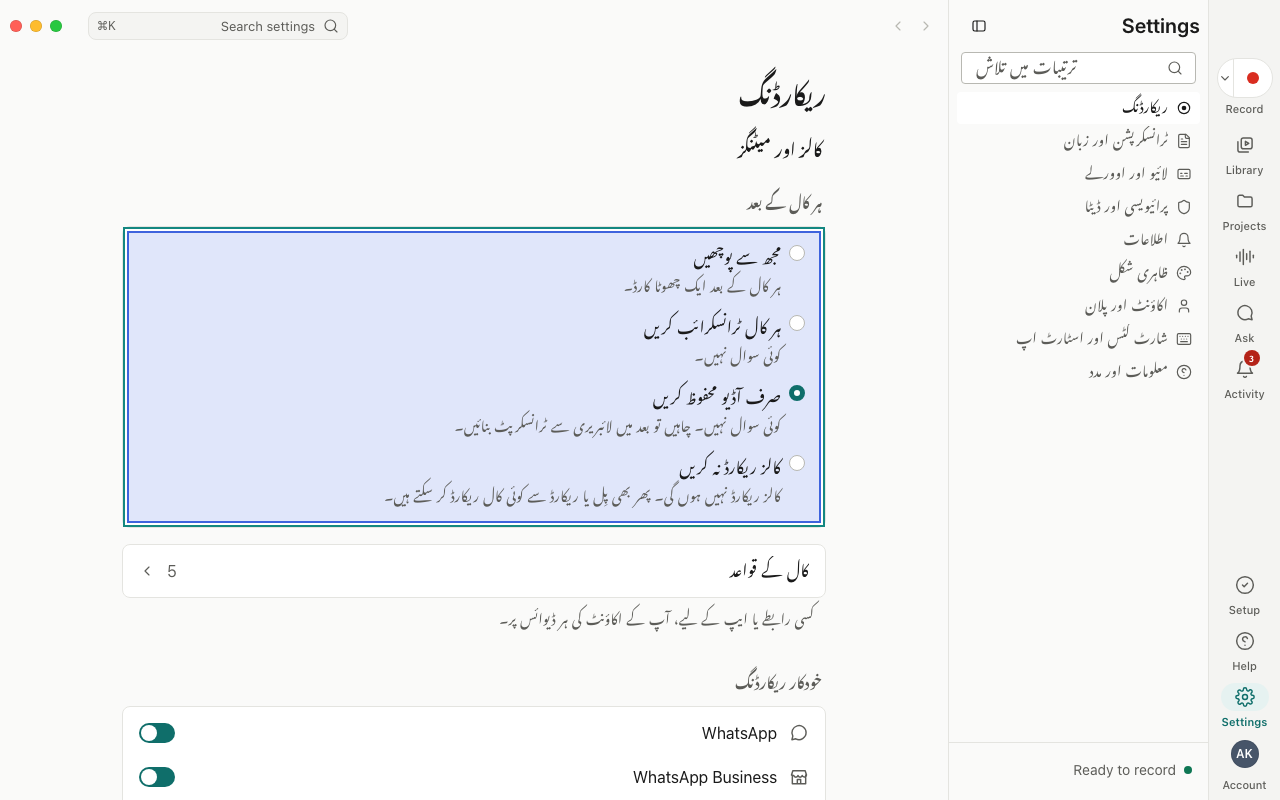 ⌘K
Search settings
Settings
ترتیبات میں تلاش
ریکارڈنگ
ٹرانسکرپشن اور زبان
لائیو اور اوورلے
پرائیویسی اور ڈیٹا
اطلاعات
ظاہری شکل
اکاؤنٹ اور پلان
شارٹ کٹس اور اسٹارٹ اپ
معلومات اور مدد
Ready to record
Record
Library
Projects
Live
Ask
3
Activity
Setup
Help
Settings
AK
Account
ریکارڈنگ
کالز اور میٹنگز
ہر کال کے بعد
مجھ سے پوچھیں
ہر کال کے بعد ایک چھوٹا کارڈ۔
ہر کال ٹرانسکرائب کریں
کوئی سوال نہیں۔
صرف آڈیو محفوظ کریں
کوئی سوال نہیں۔ چاہیں تو بعد میں لائبریری سے ٹرانسکرپٹ بنائیں۔
کالز ریکارڈ نہ کریں
کالز ریکارڈ نہیں ہوں گی۔ پھر بھی پِل یا ریکارڈ سے کوئی کال ریکارڈ کر سکتے ہیں۔
کال کے قواعد
5
کسی رابطے یا ایپ کے لیے، آپ کے اکاؤنٹ کی ہر ڈیوائس پر۔
خودکار ریکارڈنگ
WhatsApp
WhatsApp Business